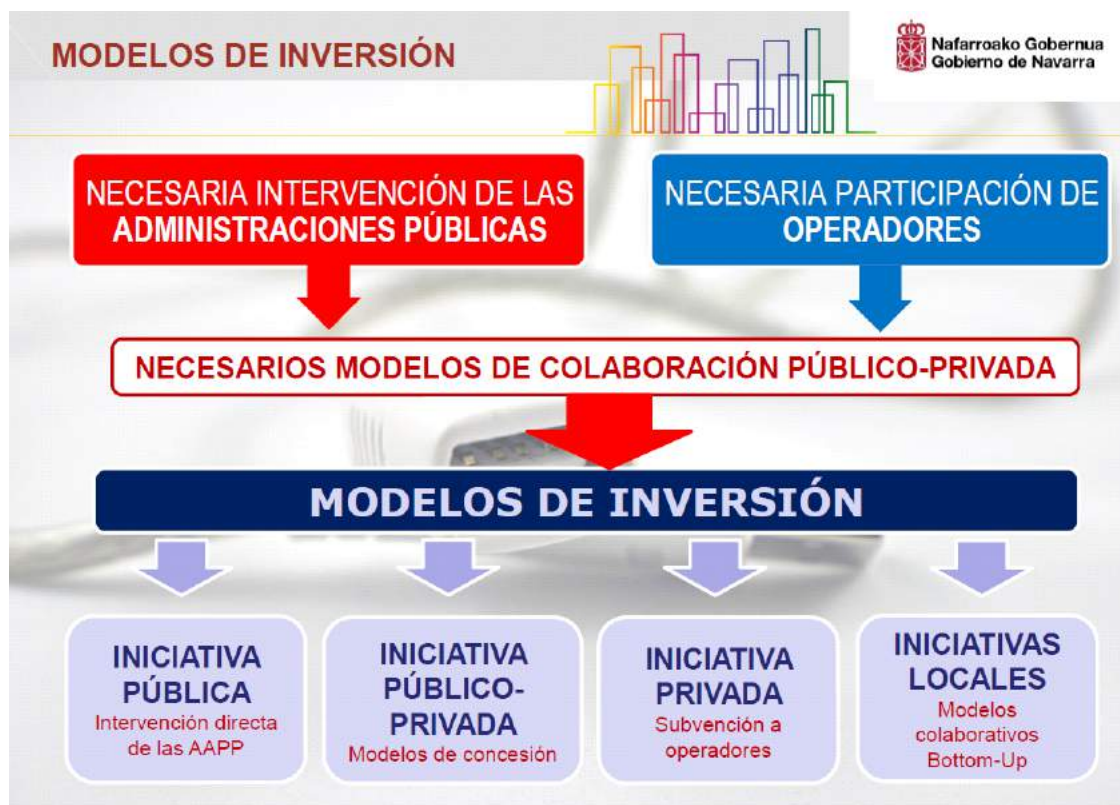 MODELOS DE INVERSIÓN
Nafarroako Gobernua
Gobierno de Navarra
NECESARIA INTERVENCIÓN DE LAS
ADMINISTRACIONES PÚBLICAS
NECESARIA PARTICIPACIÓN DE
OPERADORES
NECESARIOS MODELOS DE COLABORACIÓN PÚBLICO-PRIVADA
MODELOS DE INVERSIÓN
INICIATIVA
PÚBLICA
Intervención directa
de las AAPP
INICIATIVA
PÚBLICO-
PRIVADA
Modelos de concesión
INICIATIVA
PRIVADA
Subvención a
operadores
INICIATIVAS
LOCALES
Modelos
colaborativos
Bottom-Up